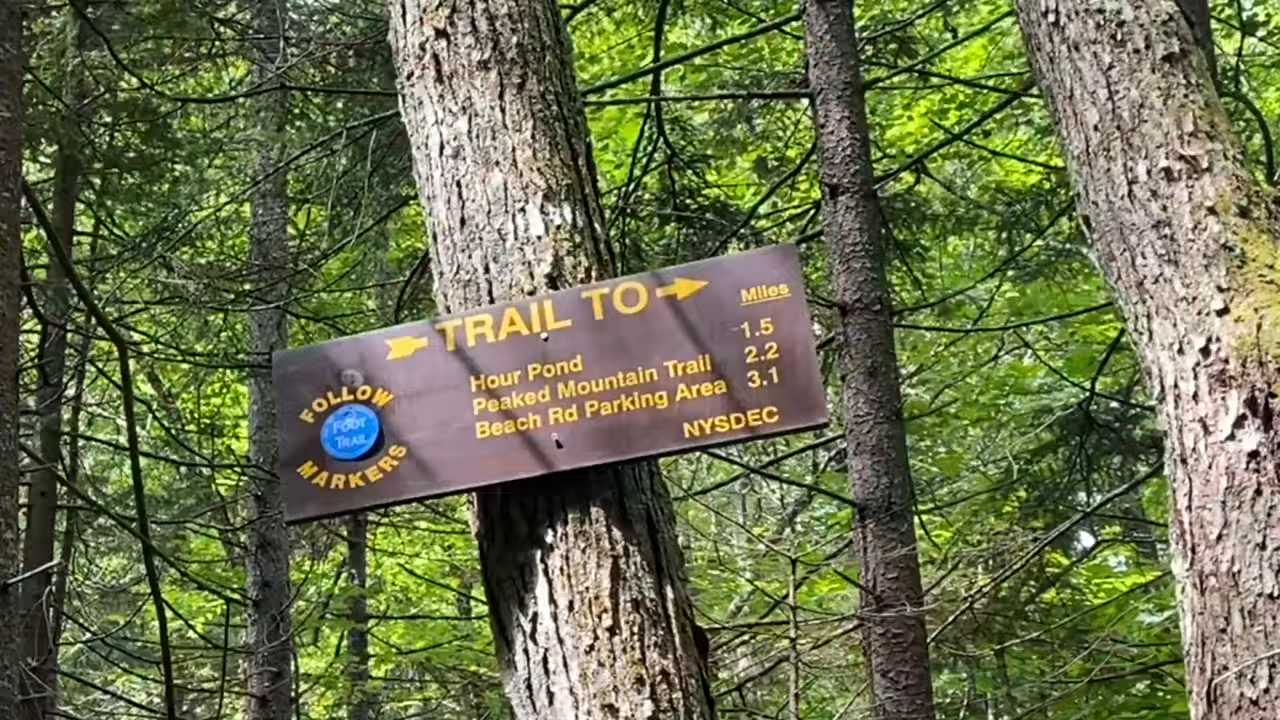 TRAIL TO
Miles
Hour Pond 1.5
Peaked Mountain Trail 2.2
Beach Rd Parking Area 3.1
NYSDEC
FOLLOW
FOOT
TRAIL
MARKERS